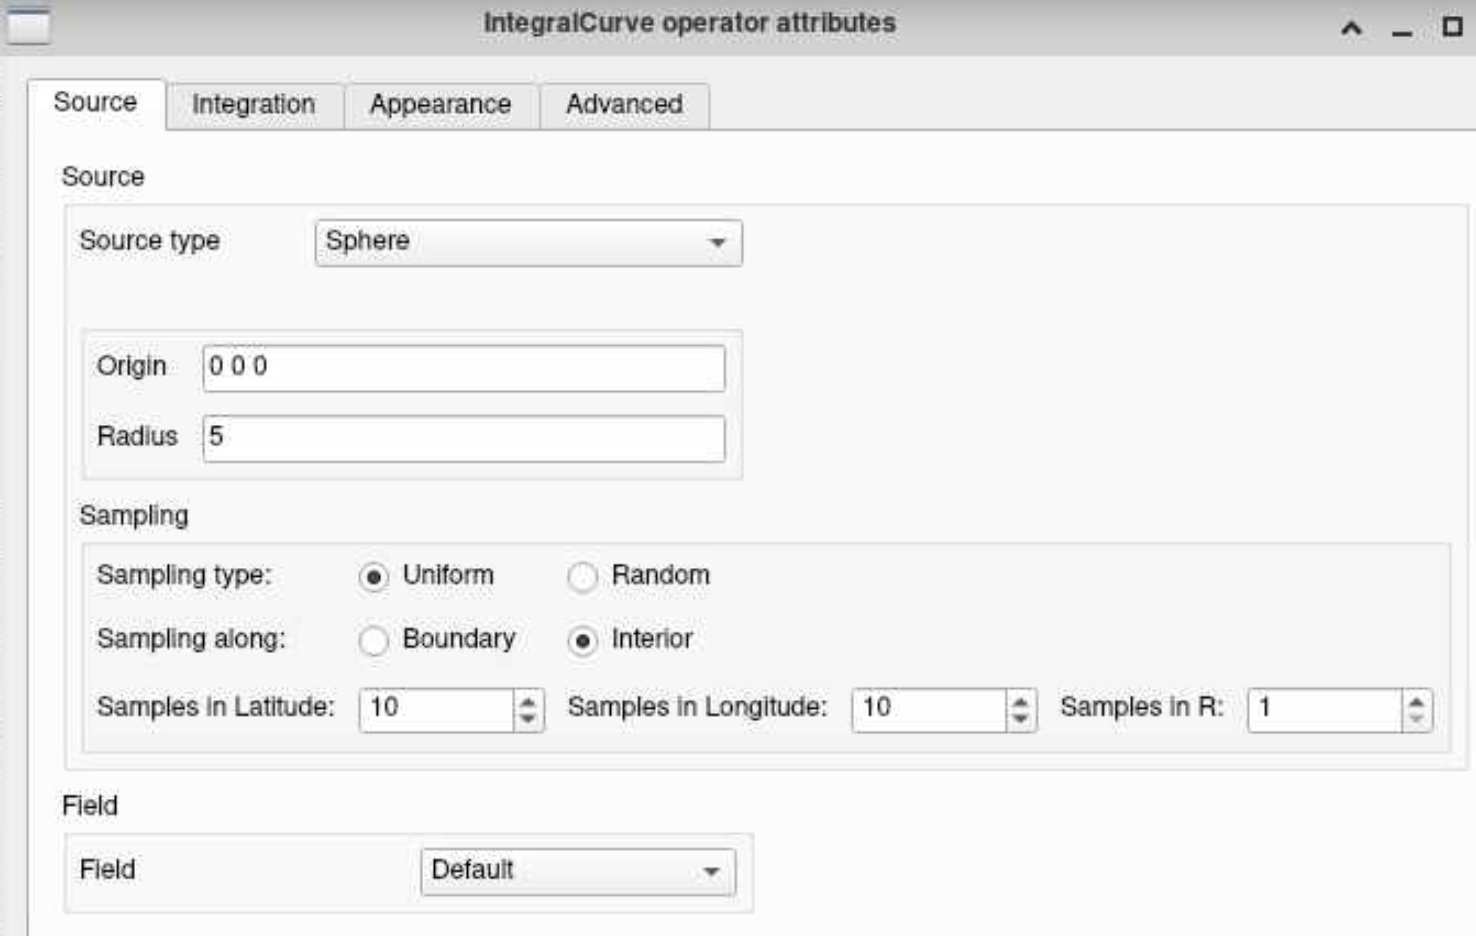 IntegralCurve operator attributes
Source Integration Appearance Advanced
Source
Source type Sphere
Origin 0 0 0
Radius 5
Sampling
Sampling type: Uniform Random
Sampling along: Boundary Interior
Samples in Latitude: 10 Samples in Longitude: 10 Samples in R: 1
Field
Field Default